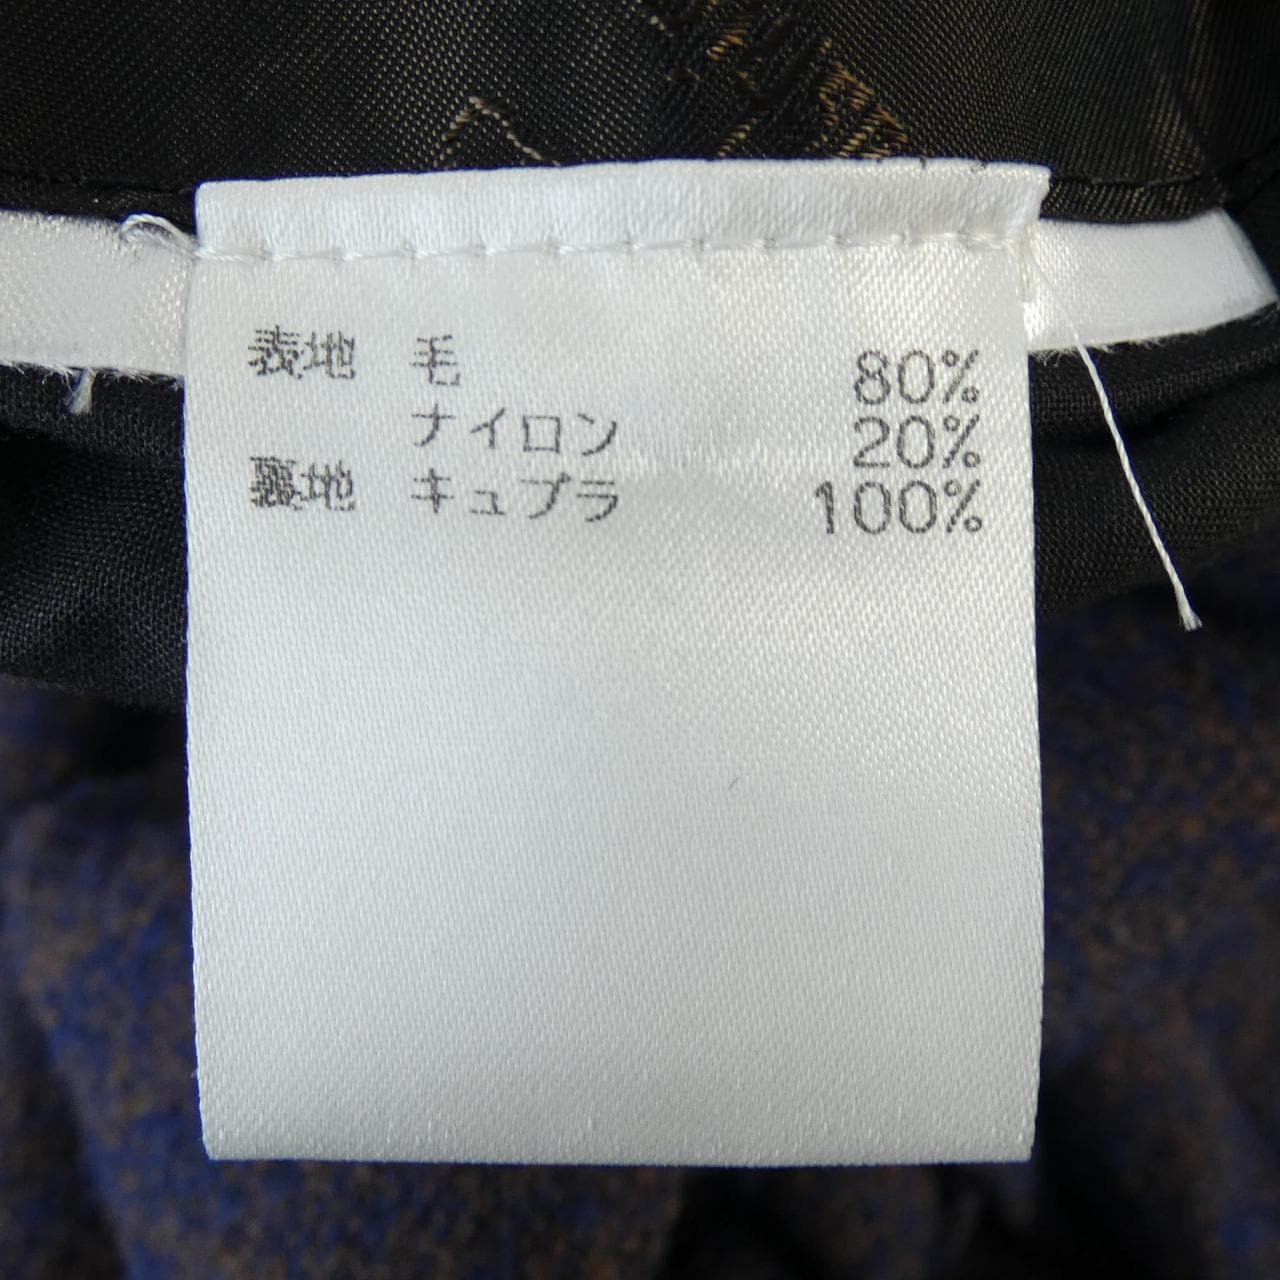 表地 毛 80%
ナイロン 20%
裏地 キュプラ 100%